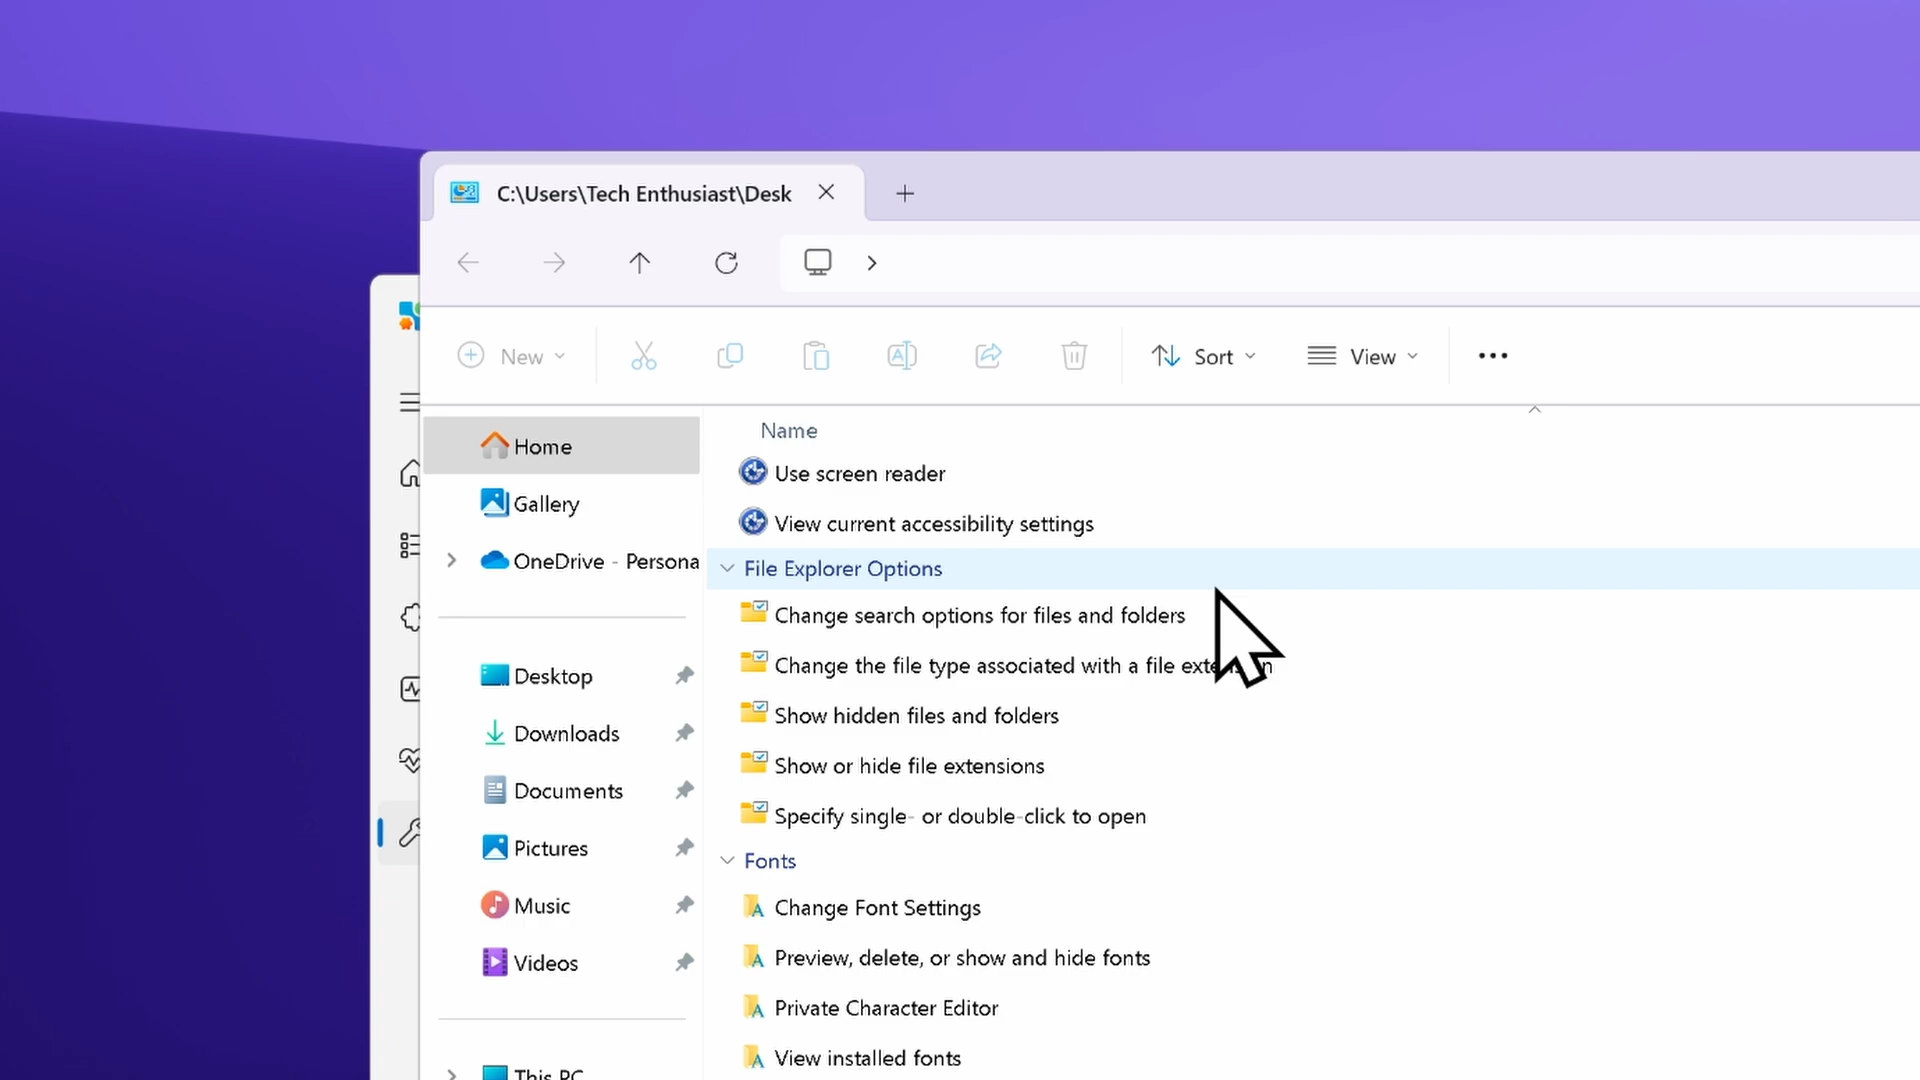 C:\Users\Tech Enthusiast\Desk
New
Sort
View
Home
Gallery
OneDrive - Persona
Desktop
Downloads
Documents
Pictures
Music
Videos
This PC
Name
Use screen reader
View current accessibility settings
File Explorer Options
Change search options for files and folders
Change the file type associated with a file extension
Show hidden files and folders
Show or hide file extensions
Specify single- or double-click to open
Fonts
Change Font Settings
Preview, delete, or show and hide fonts
Private Character Editor
View installed fonts